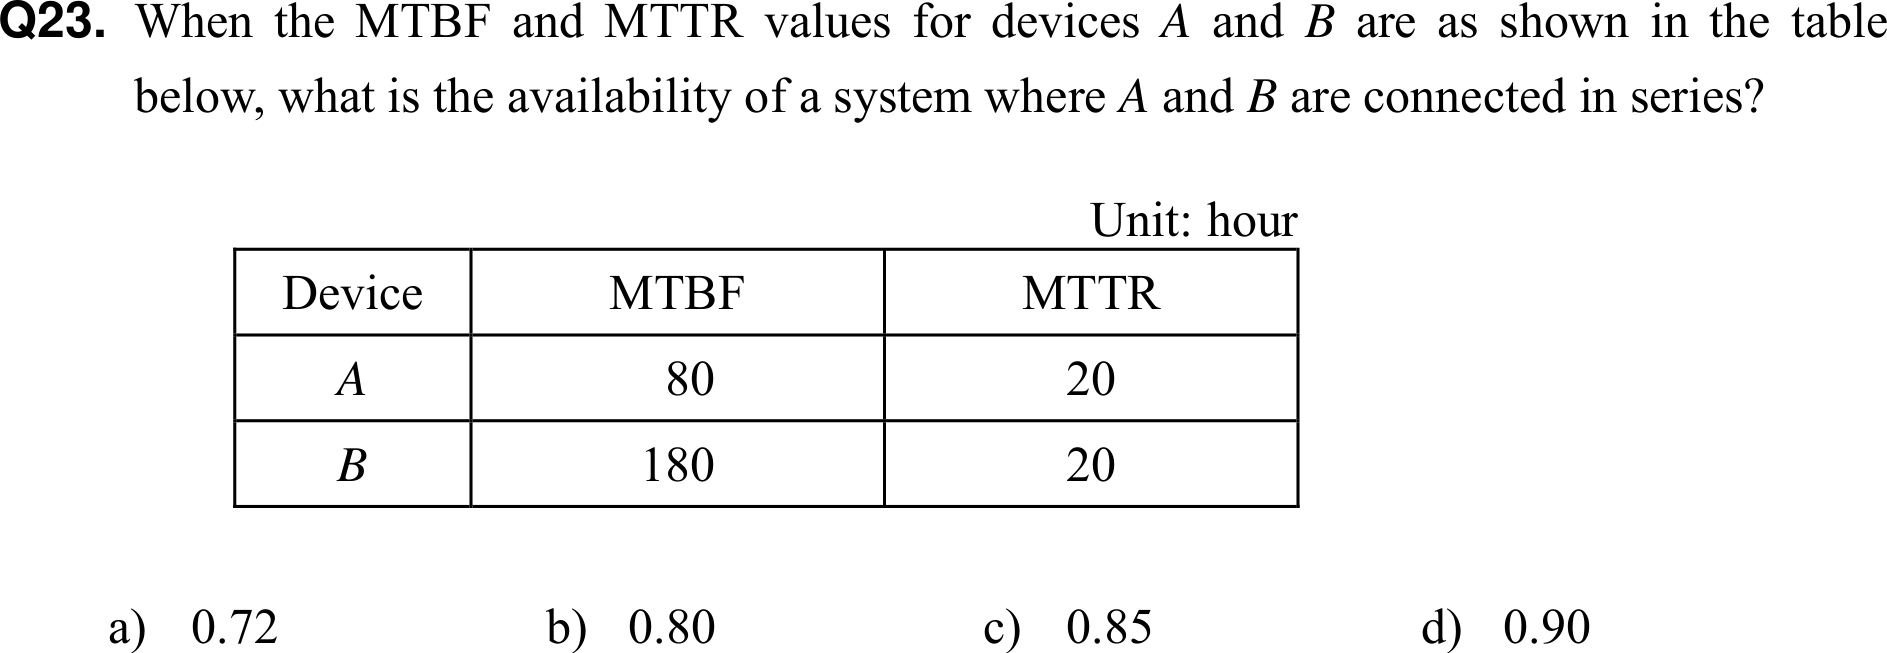 Q23. When the MTBF and MTTR values for devices A and B are as shown in the table
below, what is the availability of a system where A and B are connected in series?
Unit: hour
Device MTBF MTTR
A 80 20
B 180 20
a) 0.72 b) 0.80 c) 0.85 d) 0.90